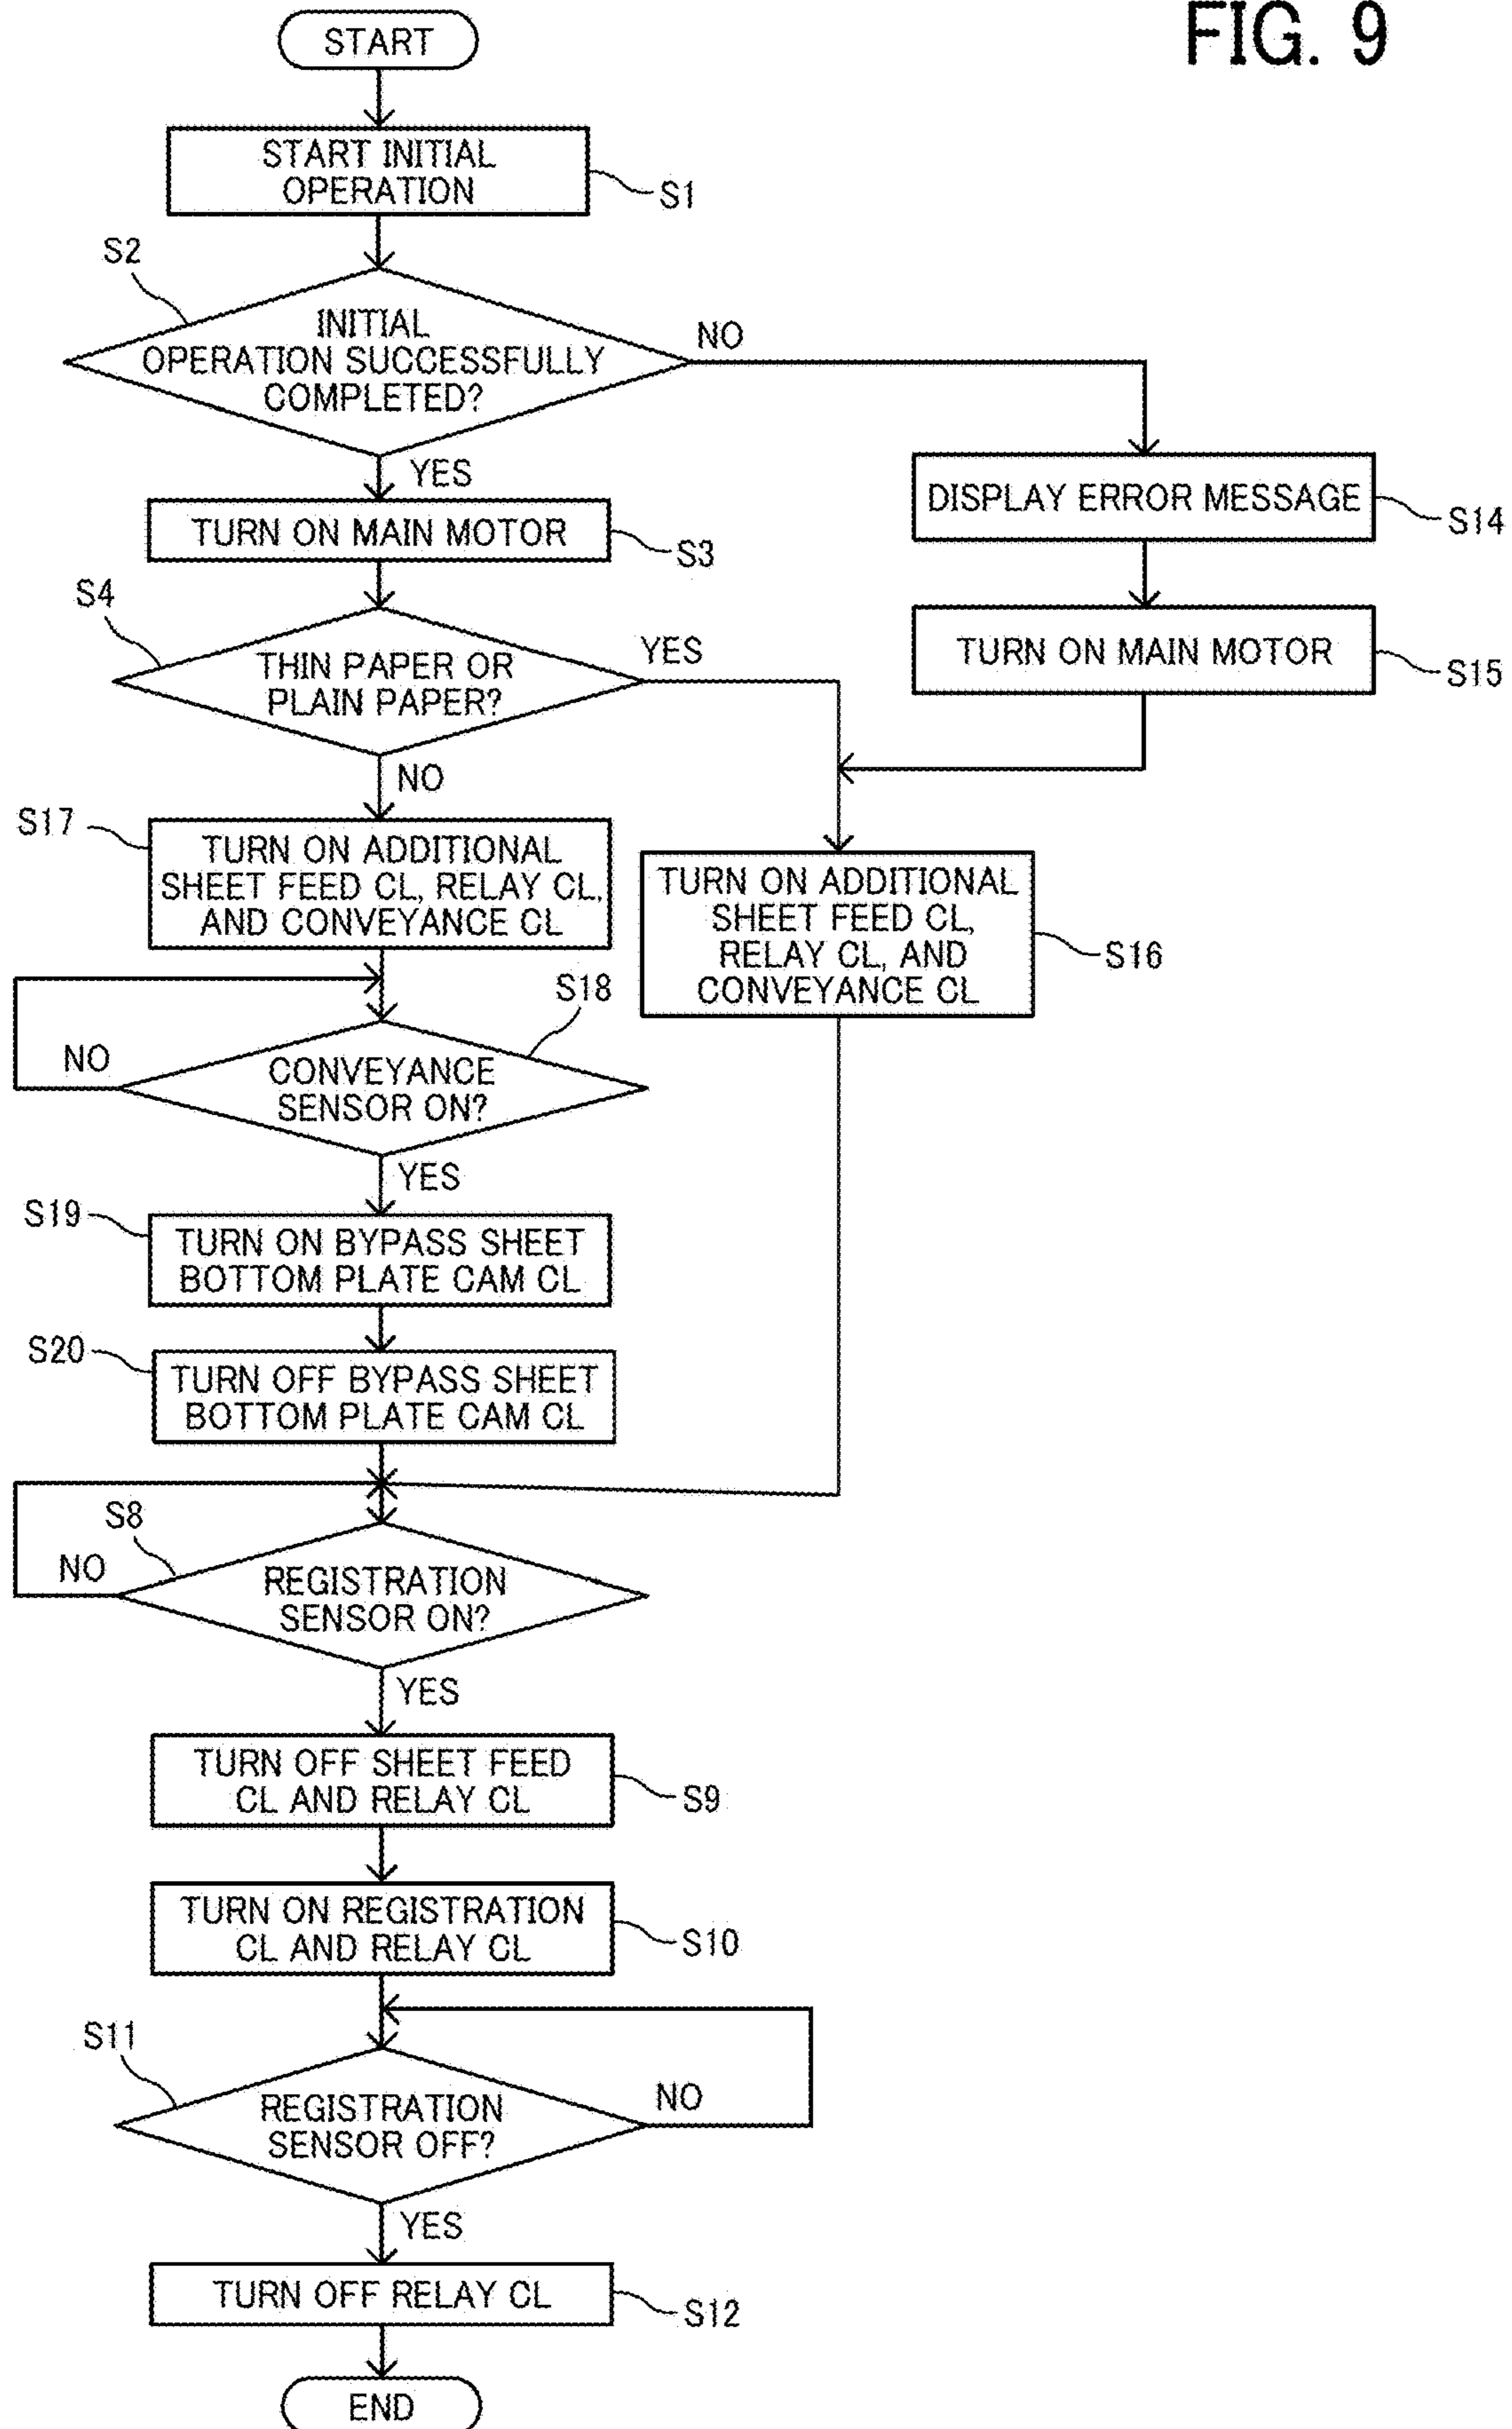 FIG. 9
START
START INITIAL
OPERATION
S1
S2
INITIAL
OPERATION SUCCESSFULLY
COMPLETED?
NO
YES
DISPLAY ERROR MESSAGE
S14
TURN ON MAIN MOTOR
S3
TURN ON MAIN MOTOR
S15
S4
THIN PAPER OR
PLAIN PAPER?
YES
NO
S17
TURN ON ADDITIONAL
SHEET FEED CL, RELAY CL,
AND CONVEYANCE CL
TURN ON ADDITIONAL
SHEET FEED CL,
RELAY CL, AND
CONVEYANCE CL
S16
S18
NO
CONVEYANCE
SENSOR ON?
YES
S19
TURN ON BYPASS SHEET
BOTTOM PLATE CAM CL
S20
TURN OFF BYPASS SHEET
BOTTOM PLATE CAM CL
S8
NO
REGISTRATION
SENSOR ON?
YES
TURN OFF SHEET FEED
CL AND RELAY CL
S9
TURN ON REGISTRATION
CL AND RELAY CL
S10
S11
REGISTRATION
SENSOR OFF?
NO
YES
TURN OFF RELAY CL
S12
END